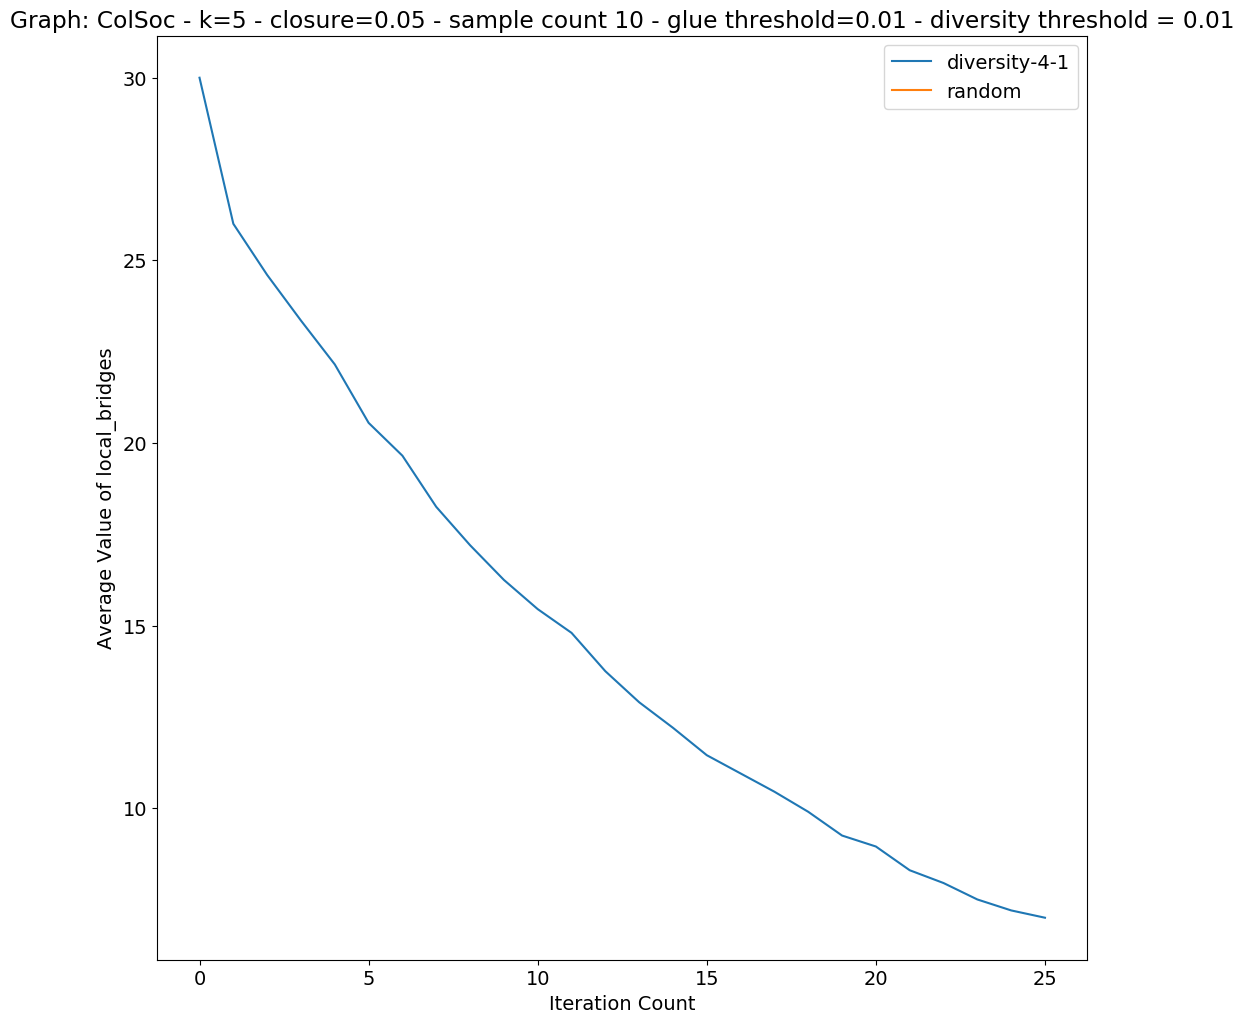 Graph: ColSoc - k=5 - closure=0.05 - sample count 10 - glue threshold=0.01 - diversity threshold = 0.01
diversity-4-1
random
30
25
20
15
10
Average Value of local_bridges
0 5 10 15 20 25
Iteration Count